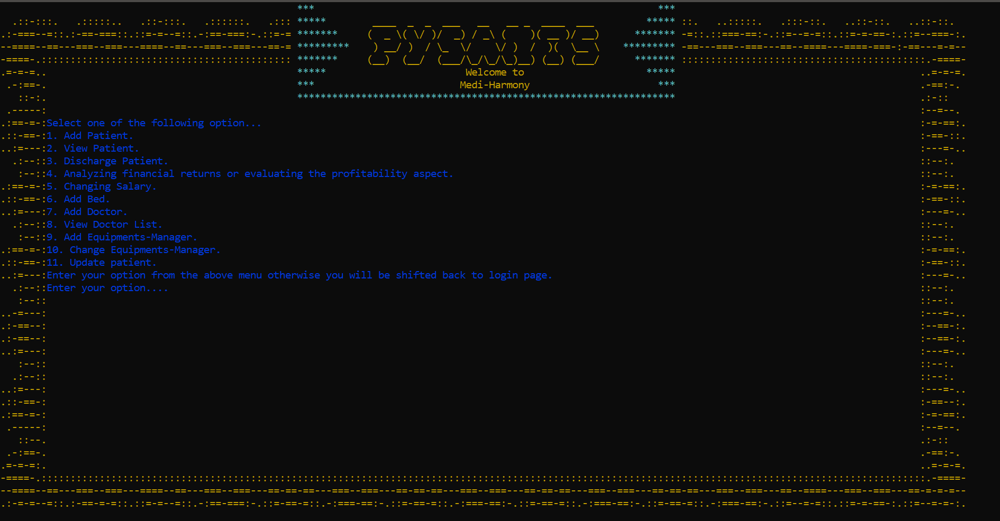 Welcome to
Medi-Harmony
Select one of the following option...
1. Add Patient.
2. View Patient.
3. Discharge Patient.
4. Analyzing financial returns or evaluating the profitability aspect.
5. Changing Salary.
6. Add Bed.
7. Add Doctor.
8. View Doctor List.
9. Add Equipments-Manager.
10. Change Equipments-Manager.
11. Update patient.
Enter your option from the above menu otherwise you will be shifted back to login page.
Enter your option....